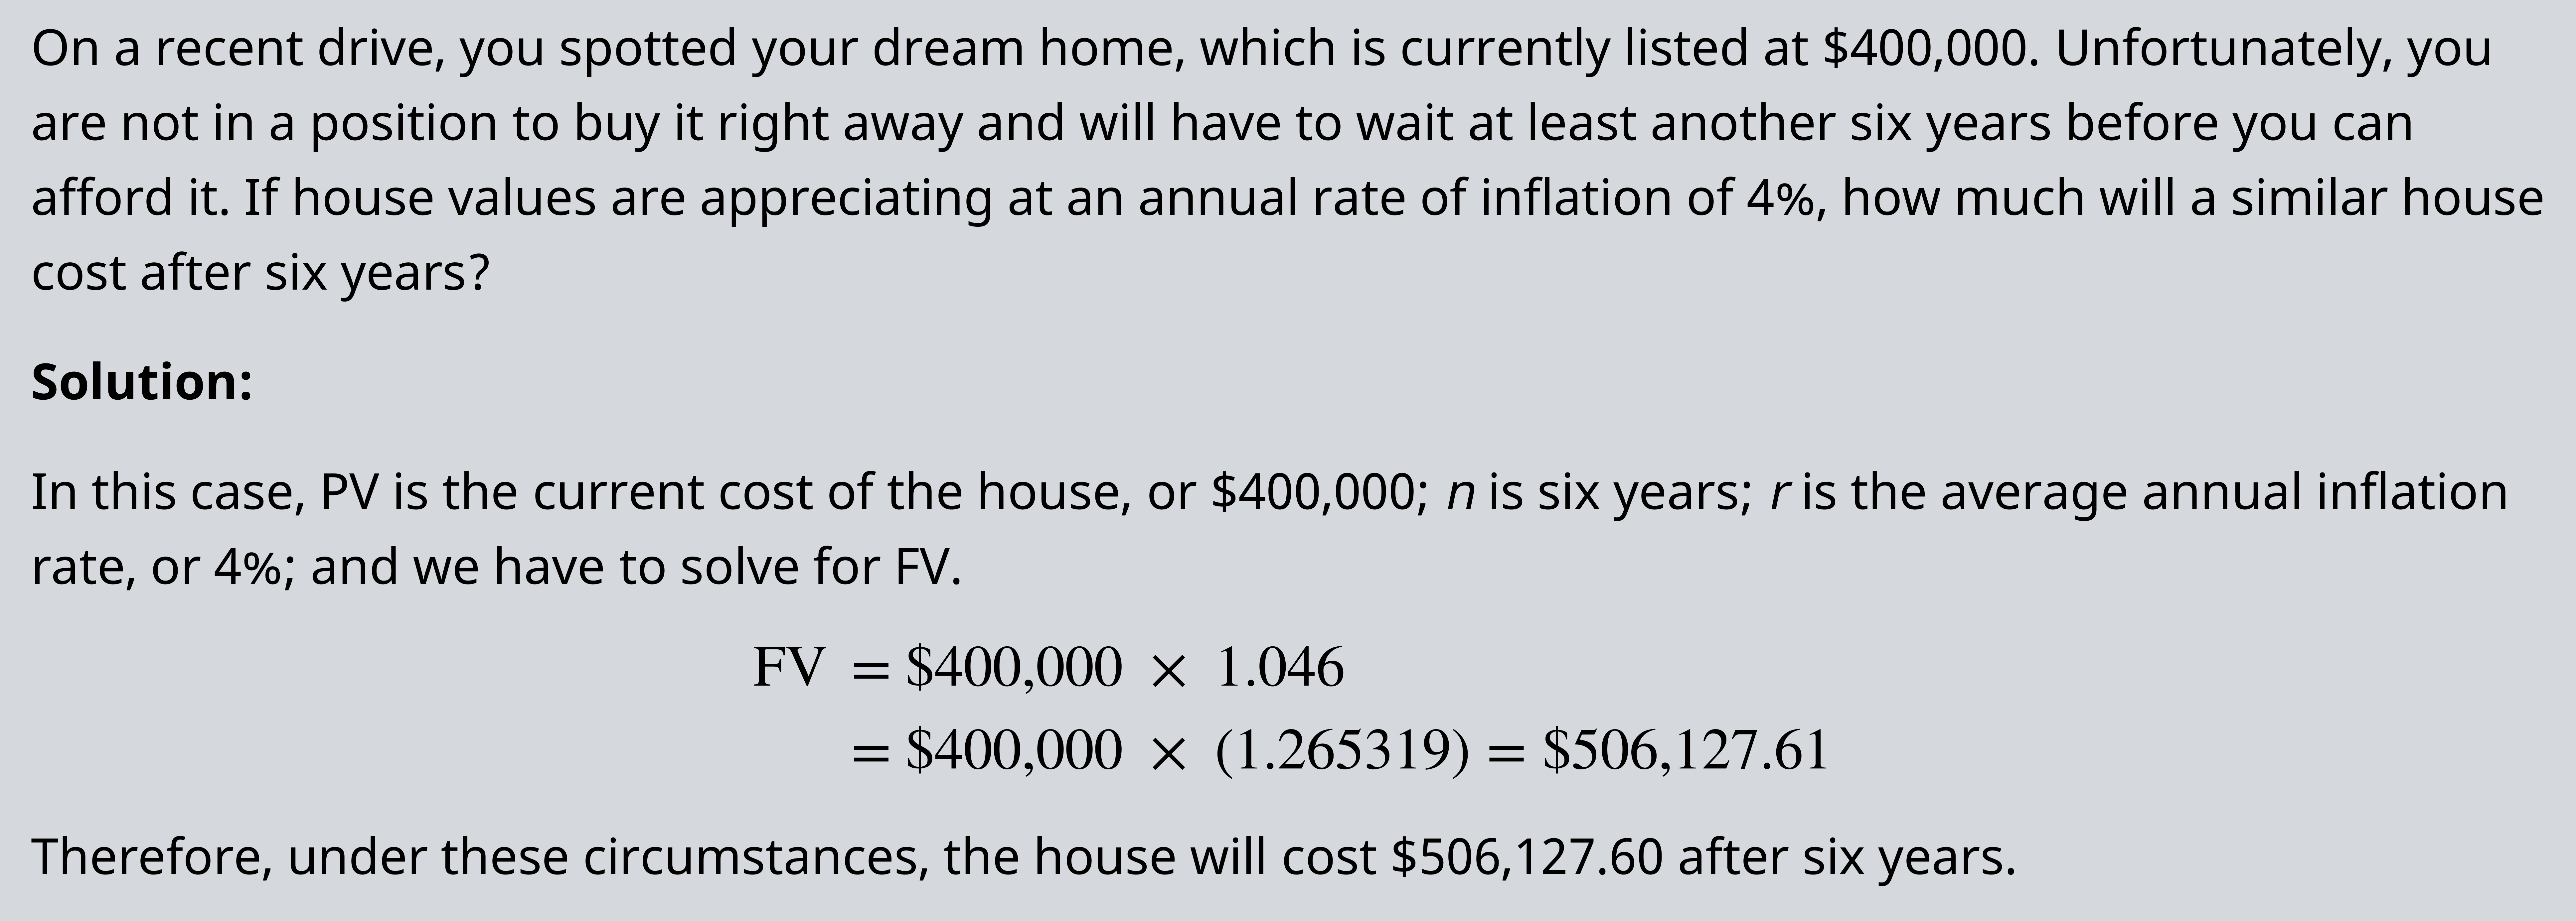 On a recent drive, you spotted your dream home, which is currently listed at $400,000. Unfortunately, you
are not in a position to buy it right away and will have to wait at least another six years before you can
afford it. If house values are appreciating at an annual rate of inflation of 4%, how much will a similar house
cost after six years?
Solution:
In this case, PV is the current cost of the house, or $400,000; n is six years; r is the average annual inflation
rate, or 4%; and we have to solve for FV.
FV = $400,000 × 1.046
= $400,000 × (1.265319) = $506,127.61
Therefore, under these circumstances, the house will cost $506,127.60 after six years.